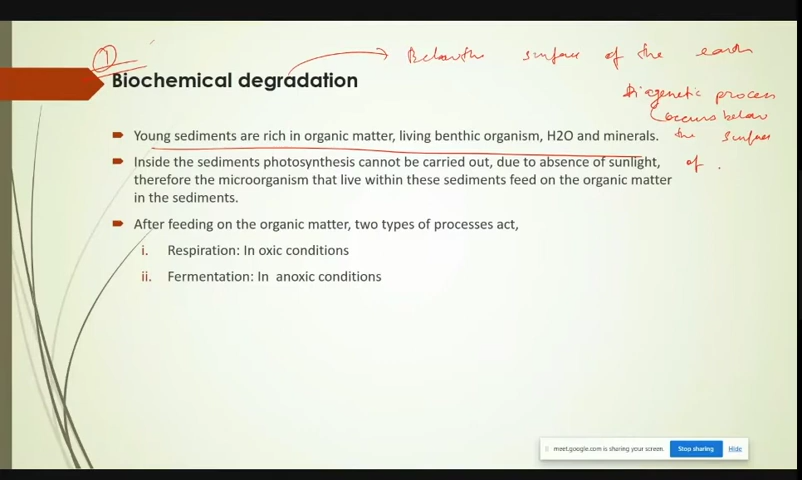 ① Below the surface of the earth
Biochemical degradation
Diagenetic process
occurs below
the surface
of
Young sediments are rich in organic matter, living benthic organism, H2O and minerals.
Inside the sediments photosynthesis cannot be carried out, due to absence of sunlight,
therefore the microorganism that live within these sediments feed on the organic matter
in the sediments.
After feeding on the organic matter, two types of processes act,
i. Respiration: In oxic conditions
ii. Fermentation: In anoxic conditions
meet.google.com is sharing your screen. Stop sharing Hide